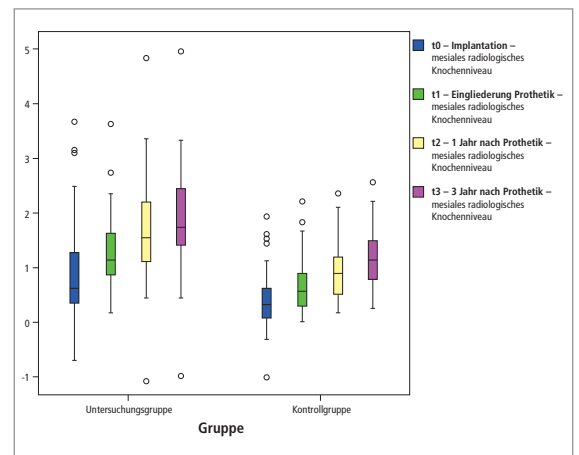 5
4
3
2
1
0
-1
Untersuchungsgruppe
Kontrollgruppe
Gruppe
t0 – Implantation –
mesiales radiologisches
Knochenniveau
t1 – Eingliederung Prothetik –
mesiales radiologisches
Knochenniveau
t2 – 1 Jahr nach Prothetik –
mesiales radiologisches
Knochenniveau
t3 – 3 Jahr nach Prothetik –
mesiales radiologisches
Knochenniveau